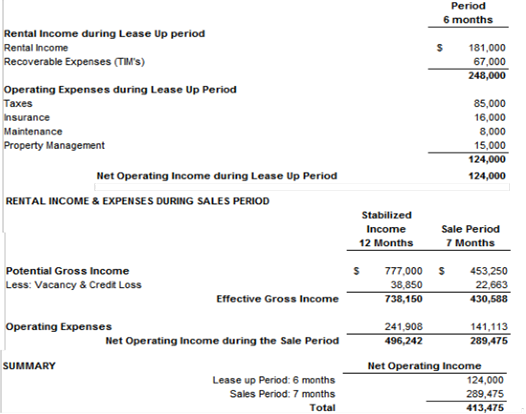 Period
6 months
Rental Income during Lease Up period
Rental Income $ 181,000
Recoverable Expenses (TIM's) 67,000
248,000
Operating Expenses during Lease Up Period
Taxes 85,000
Insurance 16,000
Maintenance 8,000
Property Management 15,000
124,000
Net Operating Income during Lease Up Period 124,000
RENTAL INCOME & EXPENSES DURING SALES PERIOD
Stabilized
Income Sale Period
12 Months 7 Months
Potential Gross Income $ 777,000 $ 453,250
Less: Vacancy & Credit Loss 38,850 22,663
Effective Gross Income 738,150 430,588
Operating Expenses 241,908 141,113
Net Operating Income during the Sale Period 496,242 289,475
SUMMARY Net Operating Income
Lease up Period: 6 months 124,000
Sales Period: 7 months 289,475
Total 413,475